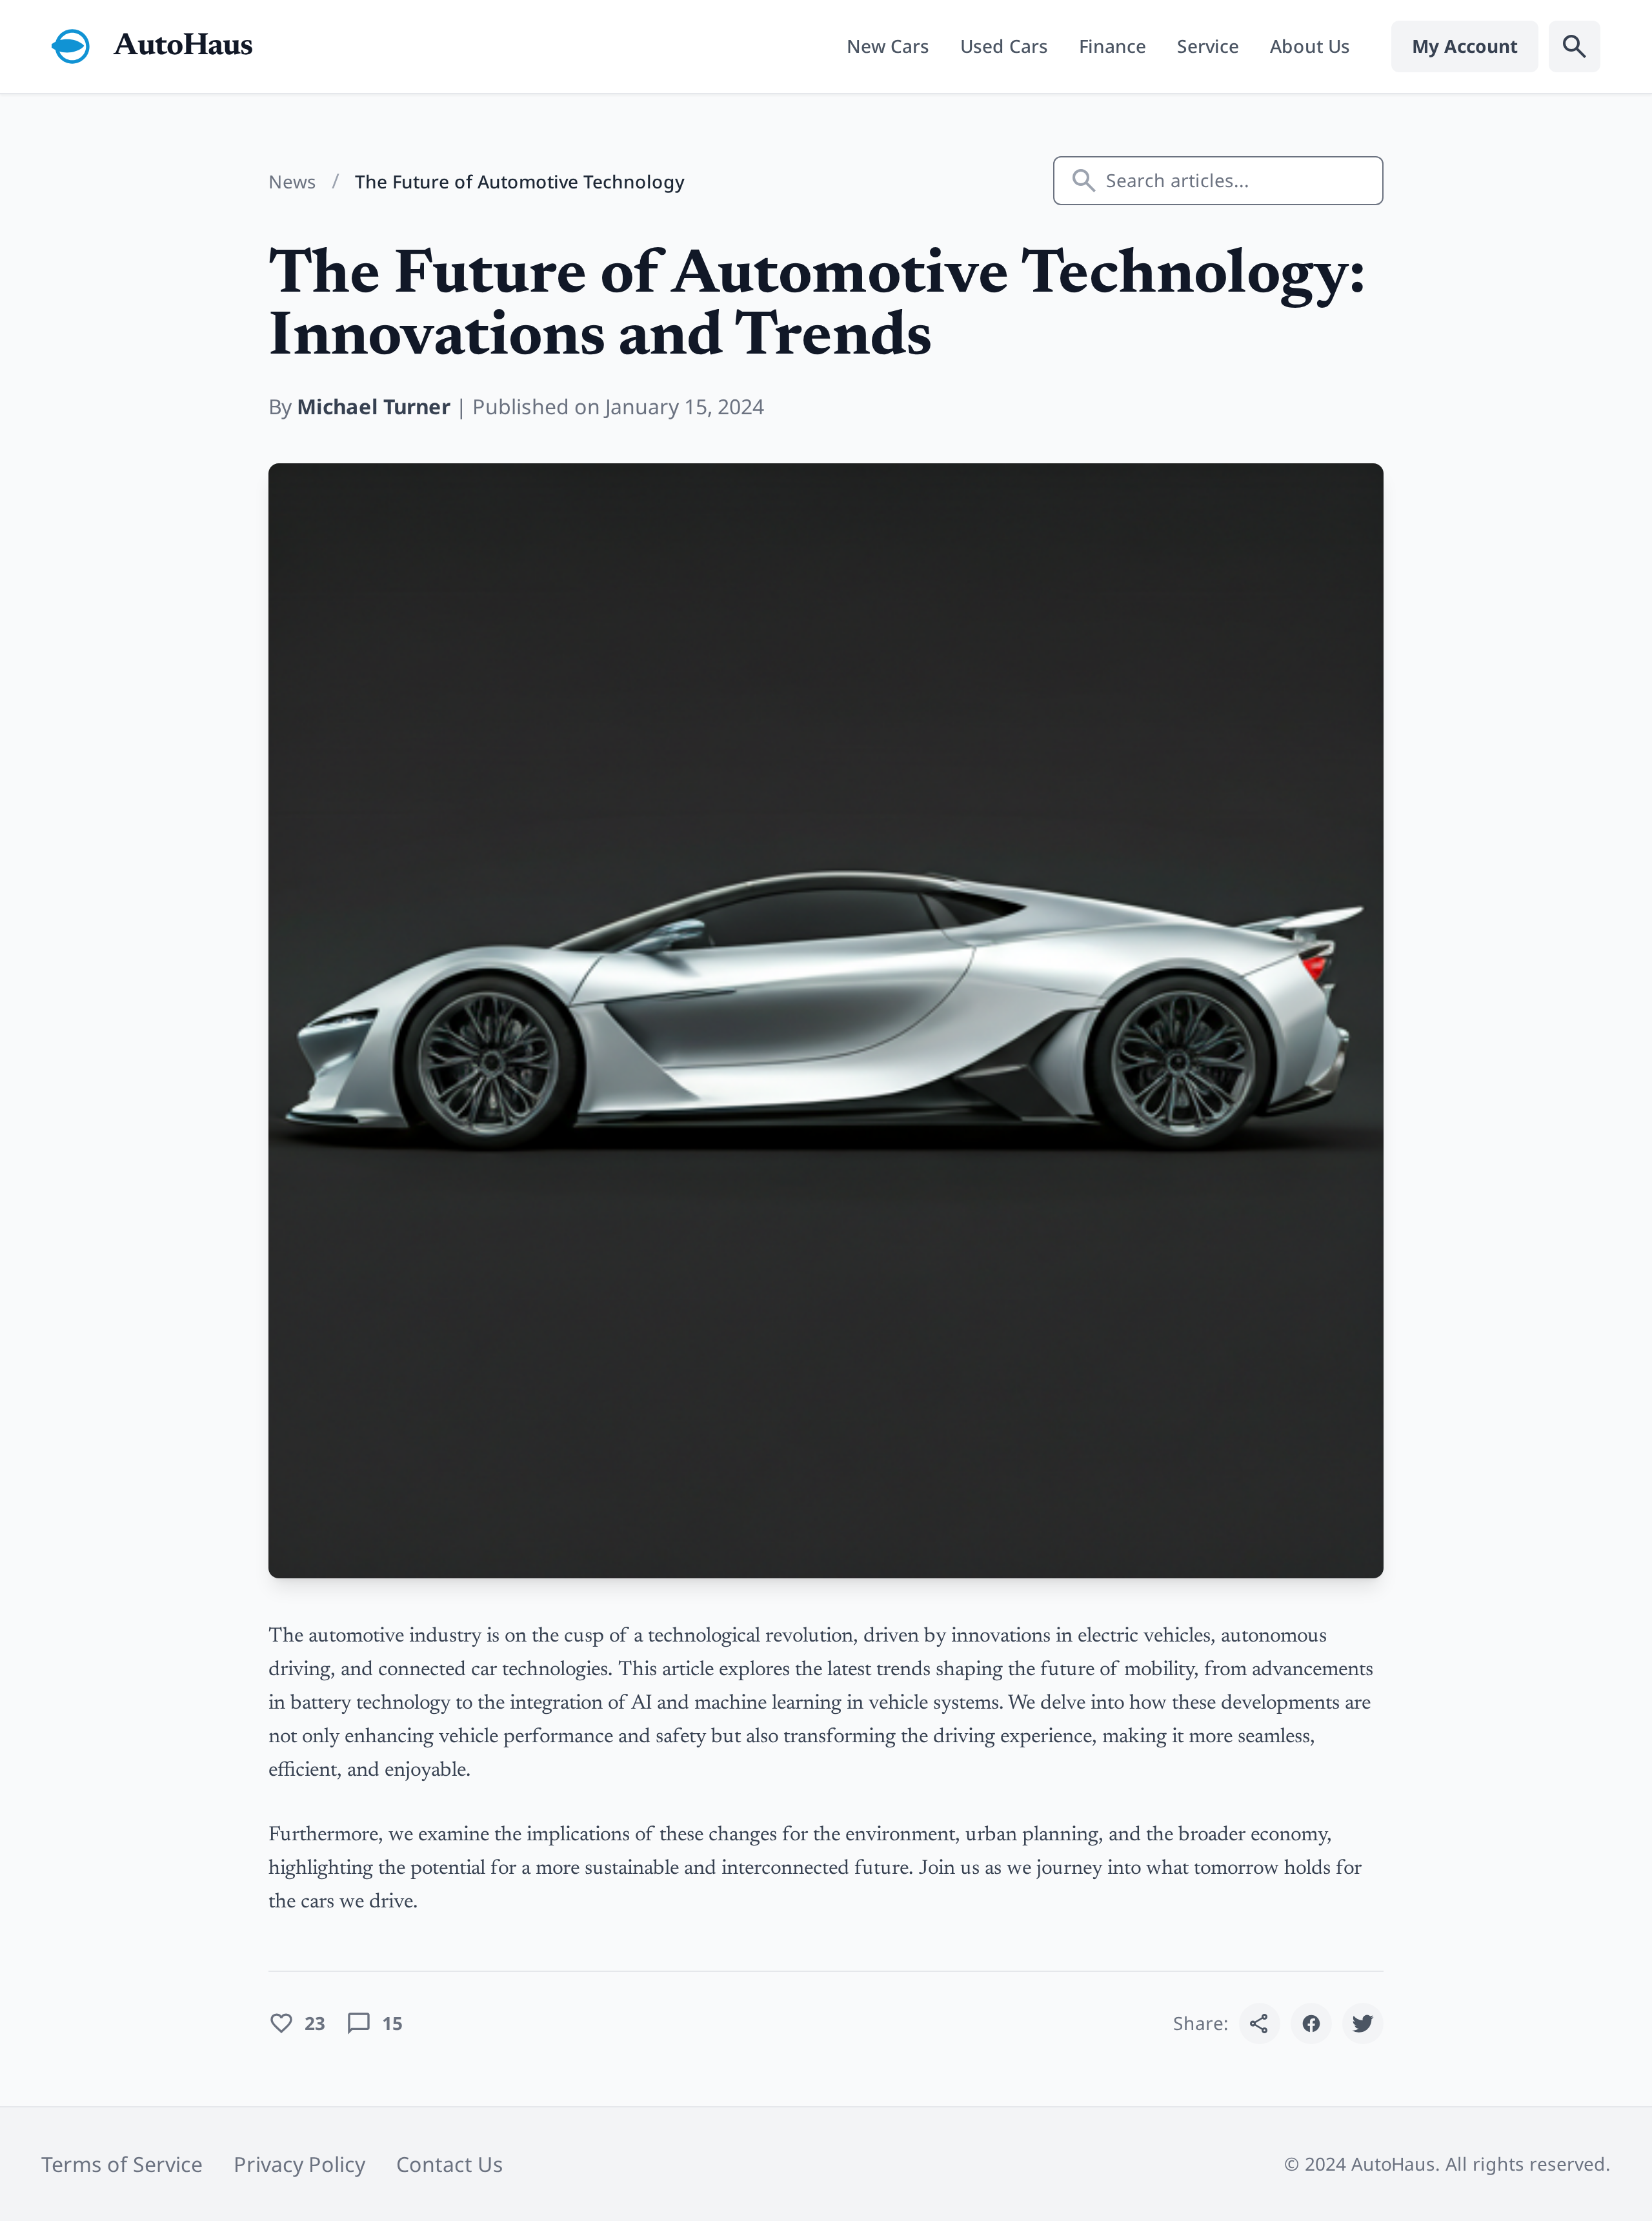 AutoHaus
New Cars
Used Cars
Finance
Service
About Us
My Account
News / The Future of Automotive Technology
Search articles...
The Future of Automotive Technology:
Innovations and Trends
By Michael Turner | Published on January 15, 2024
The automotive industry is on the cusp of a technological revolution, driven by innovations in electric vehicles, autonomous
driving, and connected car technologies. This article explores the latest trends shaping the future of mobility, from advancements
in battery technology to the integration of AI and machine learning in vehicle systems. We delve into how these developments are
not only enhancing vehicle performance and safety but also transforming the driving experience, making it more seamless,
efficient, and enjoyable.
Furthermore, we examine the implications of these changes for the environment, urban planning, and the broader economy,
highlighting the potential for a more sustainable and interconnected future. Join us as we journey into what tomorrow holds for
the cars we drive.
23
15
Share:
Terms of Service
Privacy Policy
Contact Us
© 2024 AutoHaus. All rights reserved.